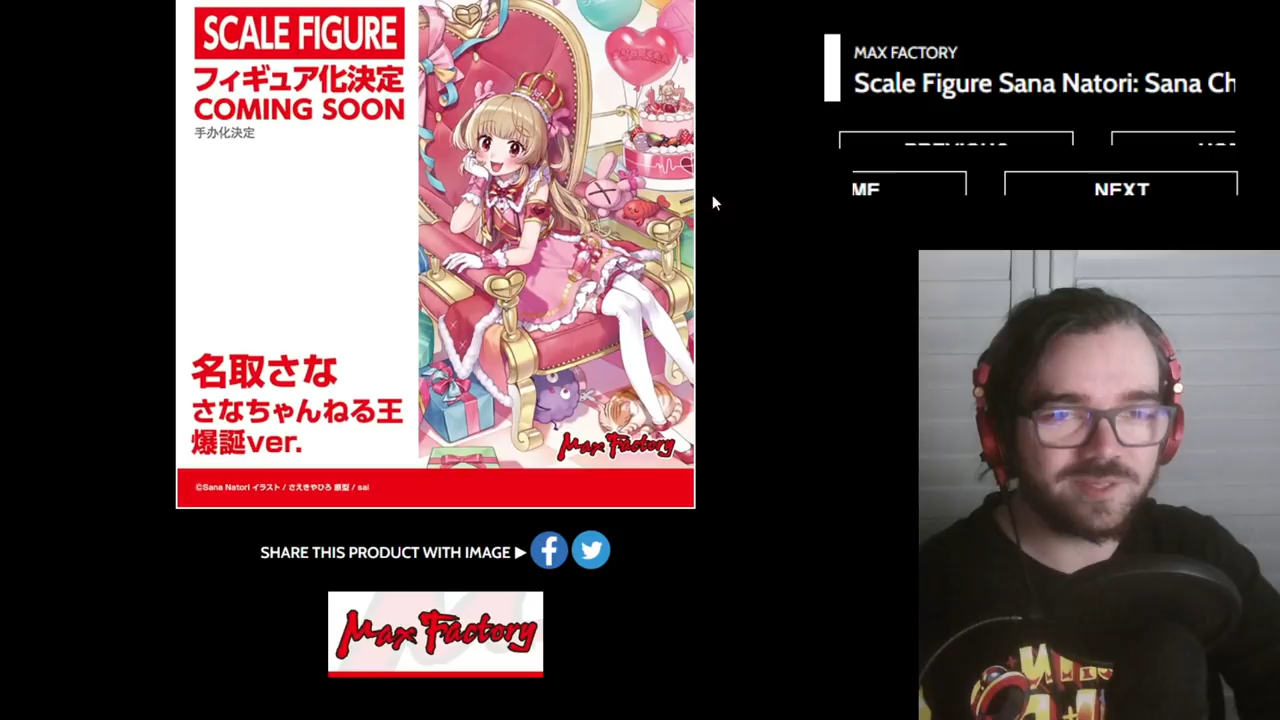 SCALE FIGURE
フィギュア化決定
COMING SOON
手办化決定
名取さな
さなちゃんねる王
爆誕ver.
Max Factory
©Sana Natori イラスト / さえきやひろ 原型 / sai
SHARE THIS PRODUCT WITH IMAGE ▶
Max Factory
MAX FACTORY
Scale Figure Sana Natori: Sana Ch
PREVIOUS
ME
NEXT